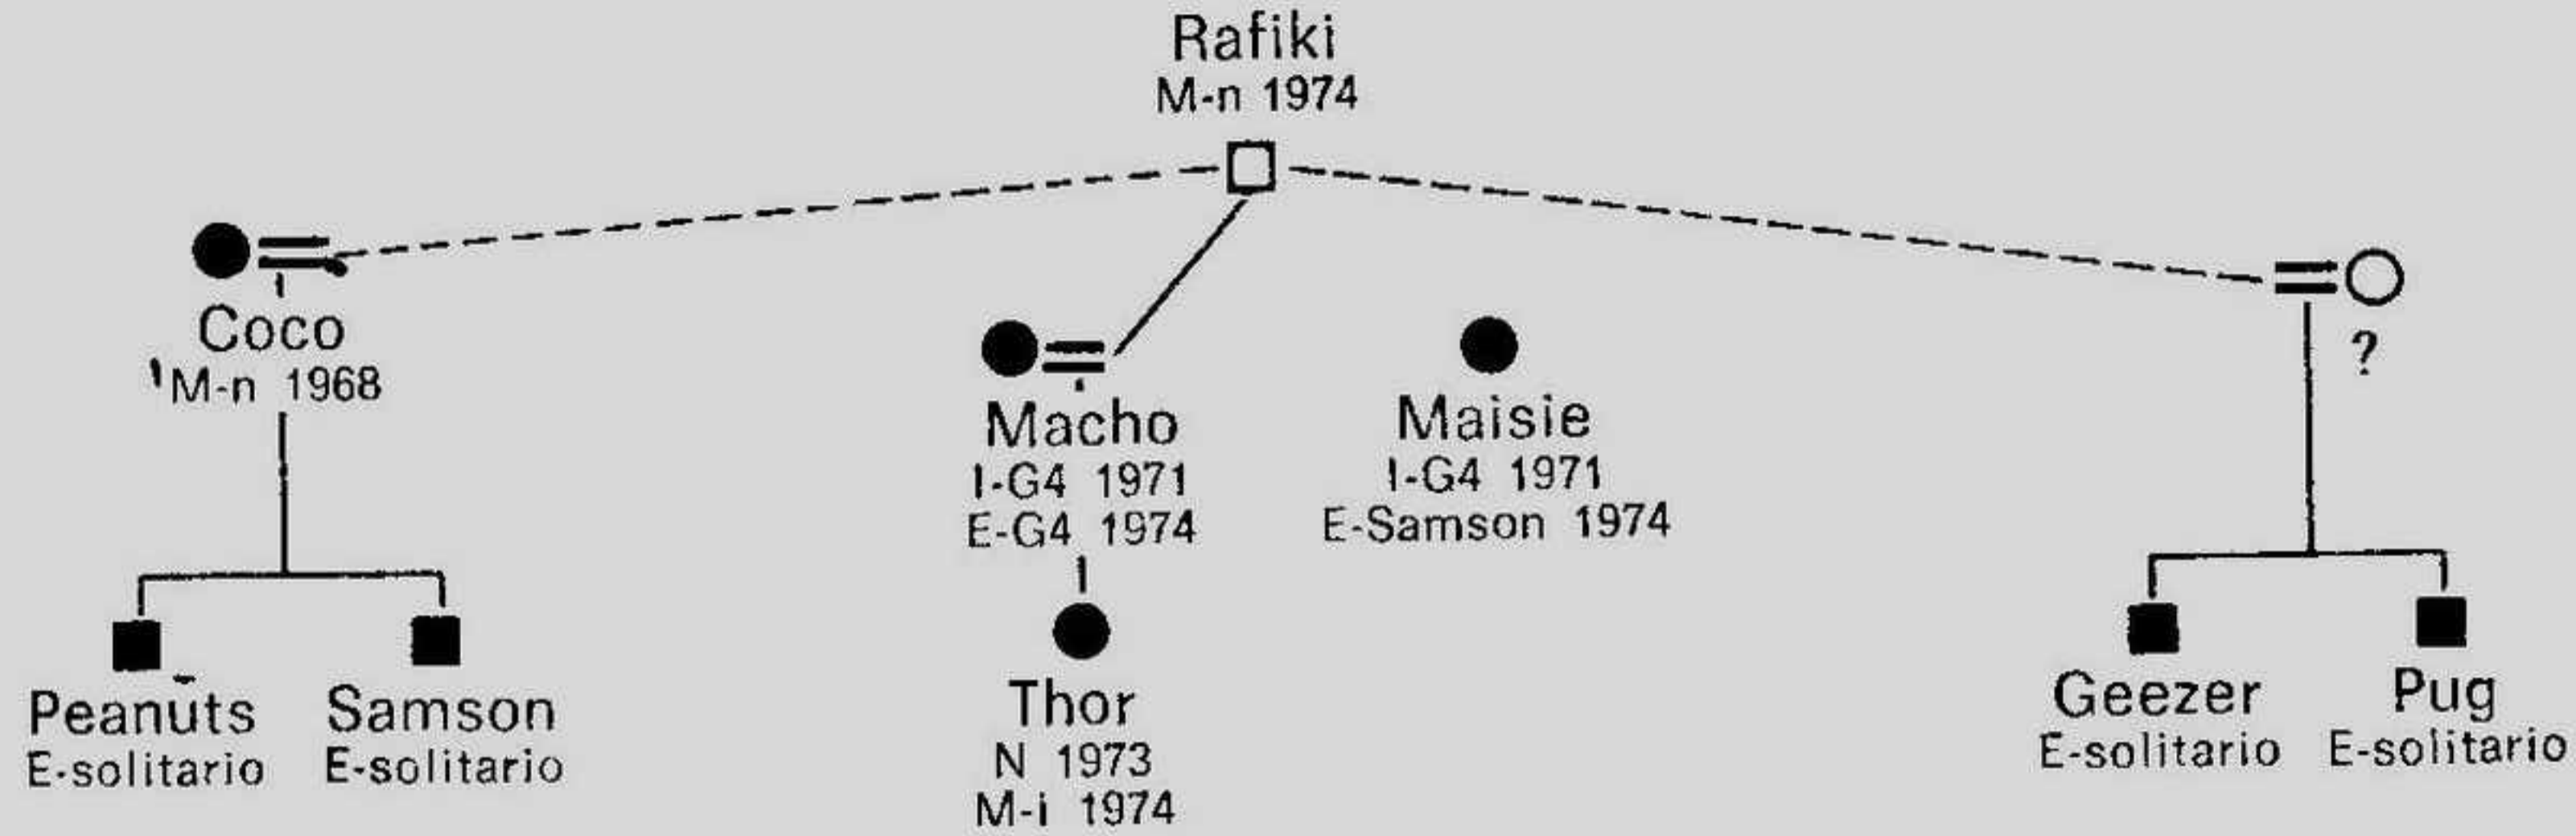 Rafiki
M-n 1974
Coco
M-n 1968
Macho
I-G4 1971
E-G4 1974
Maisie
I-G4 1971
E-Samson 1974
?
Peanuts
E-solitario
Samson
E-solitario
Thor
N 1973
M-i 1974
Geezer
E-solitario
Pug
E-solitario